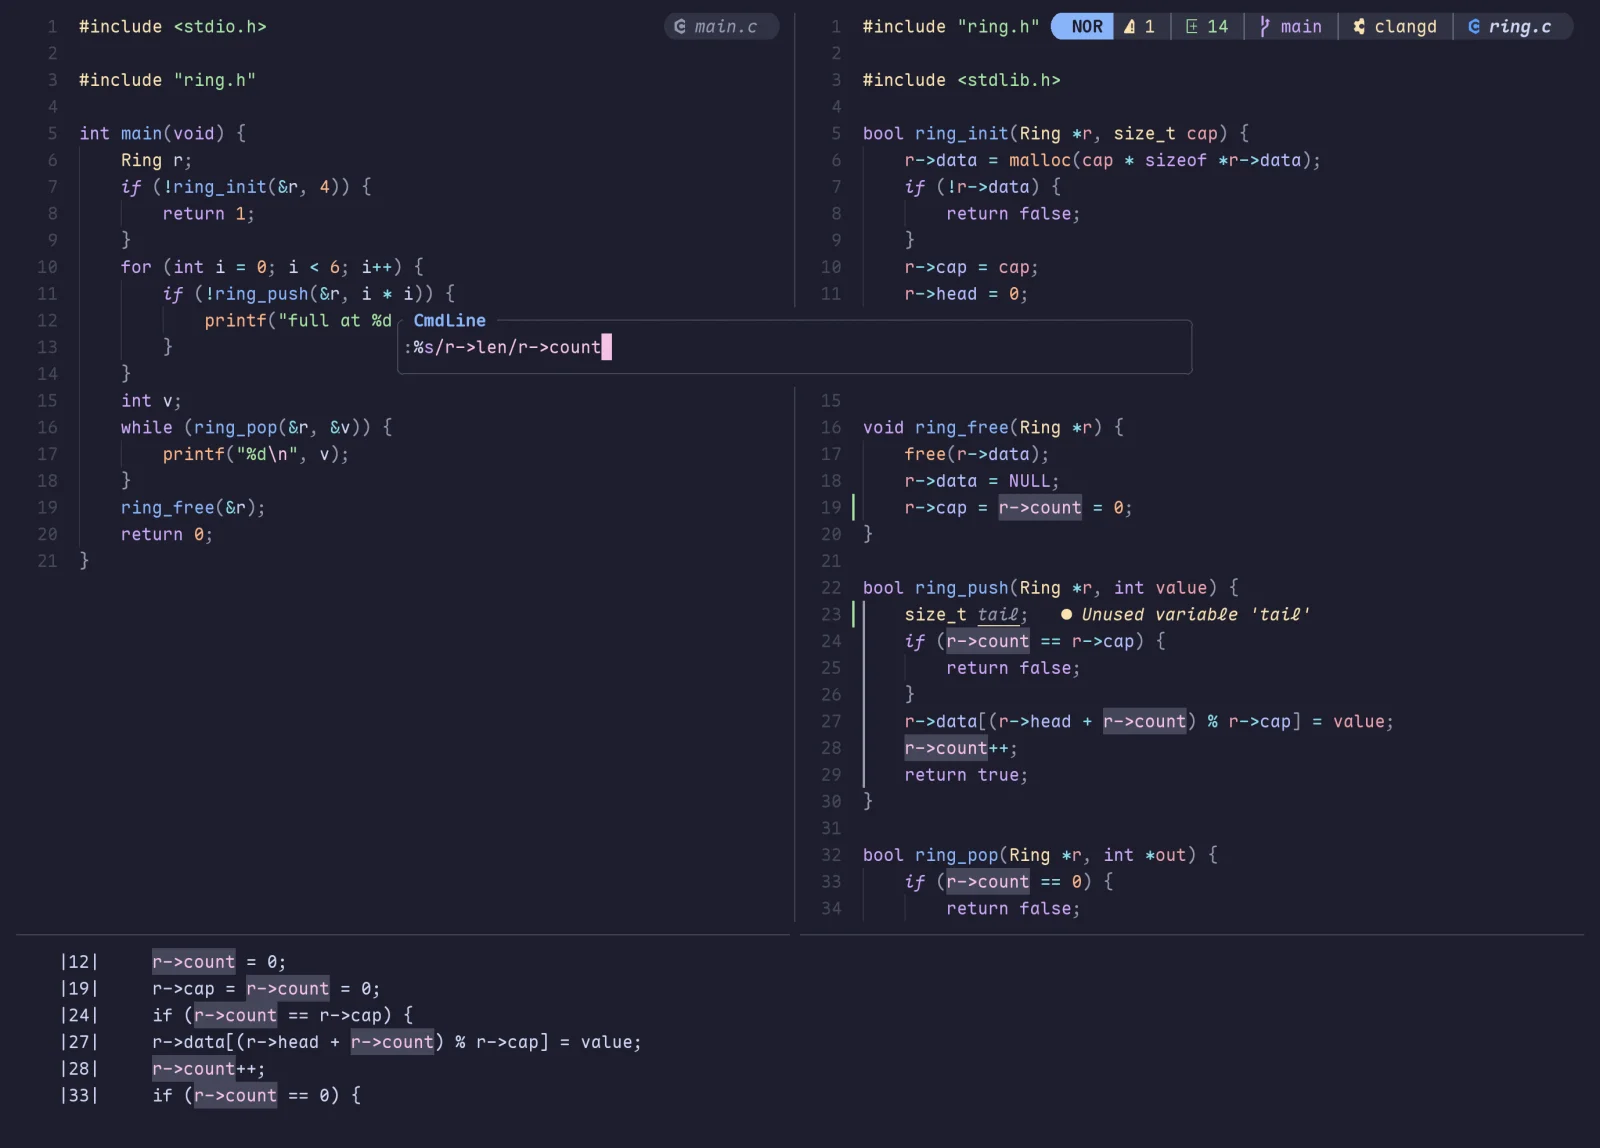 1 #include <stdio.h>
main.c
2
3 #include "ring.h"
4
5 int main(void) {
6 Ring r;
7 if (!ring_init(&r, 4)) {
8 return 1;
9 }
10 for (int i = 0; i < 6; i++) {
11 if (!ring_push(&r, i * i)) {
12 printf("full at %d
13 }
14 }
15 int v;
16 while (ring_pop(&r, &v)) {
17 printf("%d\n", v);
18 }
19 ring_free(&r);
20 return 0;
21 }
1 #include "ring.h"
NOR 1 14 main clangd ring.c
2
3 #include <stdlib.h>
4
5 bool ring_init(Ring *r, size_t cap) {
6 r->data = malloc(cap * sizeof *r->data);
7 if (!r->data) {
8 return false;
9 }
10 r->cap = cap;
11 r->head = 0;
CmdLine
:%s/r->len/r->count
15
16 void ring_free(Ring *r) {
17 free(r->data);
18 r->data = NULL;
19 r->cap = r->count = 0;
20 }
21
22 bool ring_push(Ring *r, int value) {
23 size_t tail; ● Unused variable 'tail'
24 if (r->count == r->cap) {
25 return false;
26 }
27 r->data[(r->head + r->count) % r->cap] = value;
28 r->count++;
29 return true;
30 }
31
32 bool ring_pop(Ring *r, int *out) {
33 if (r->count == 0) {
34 return false;
|12| r->count = 0;
|19| r->cap = r->count = 0;
|24| if (r->count == r->cap) {
|27| r->data[(r->head + r->count) % r->cap] = value;
|28| r->count++;
|33| if (r->count == 0) {